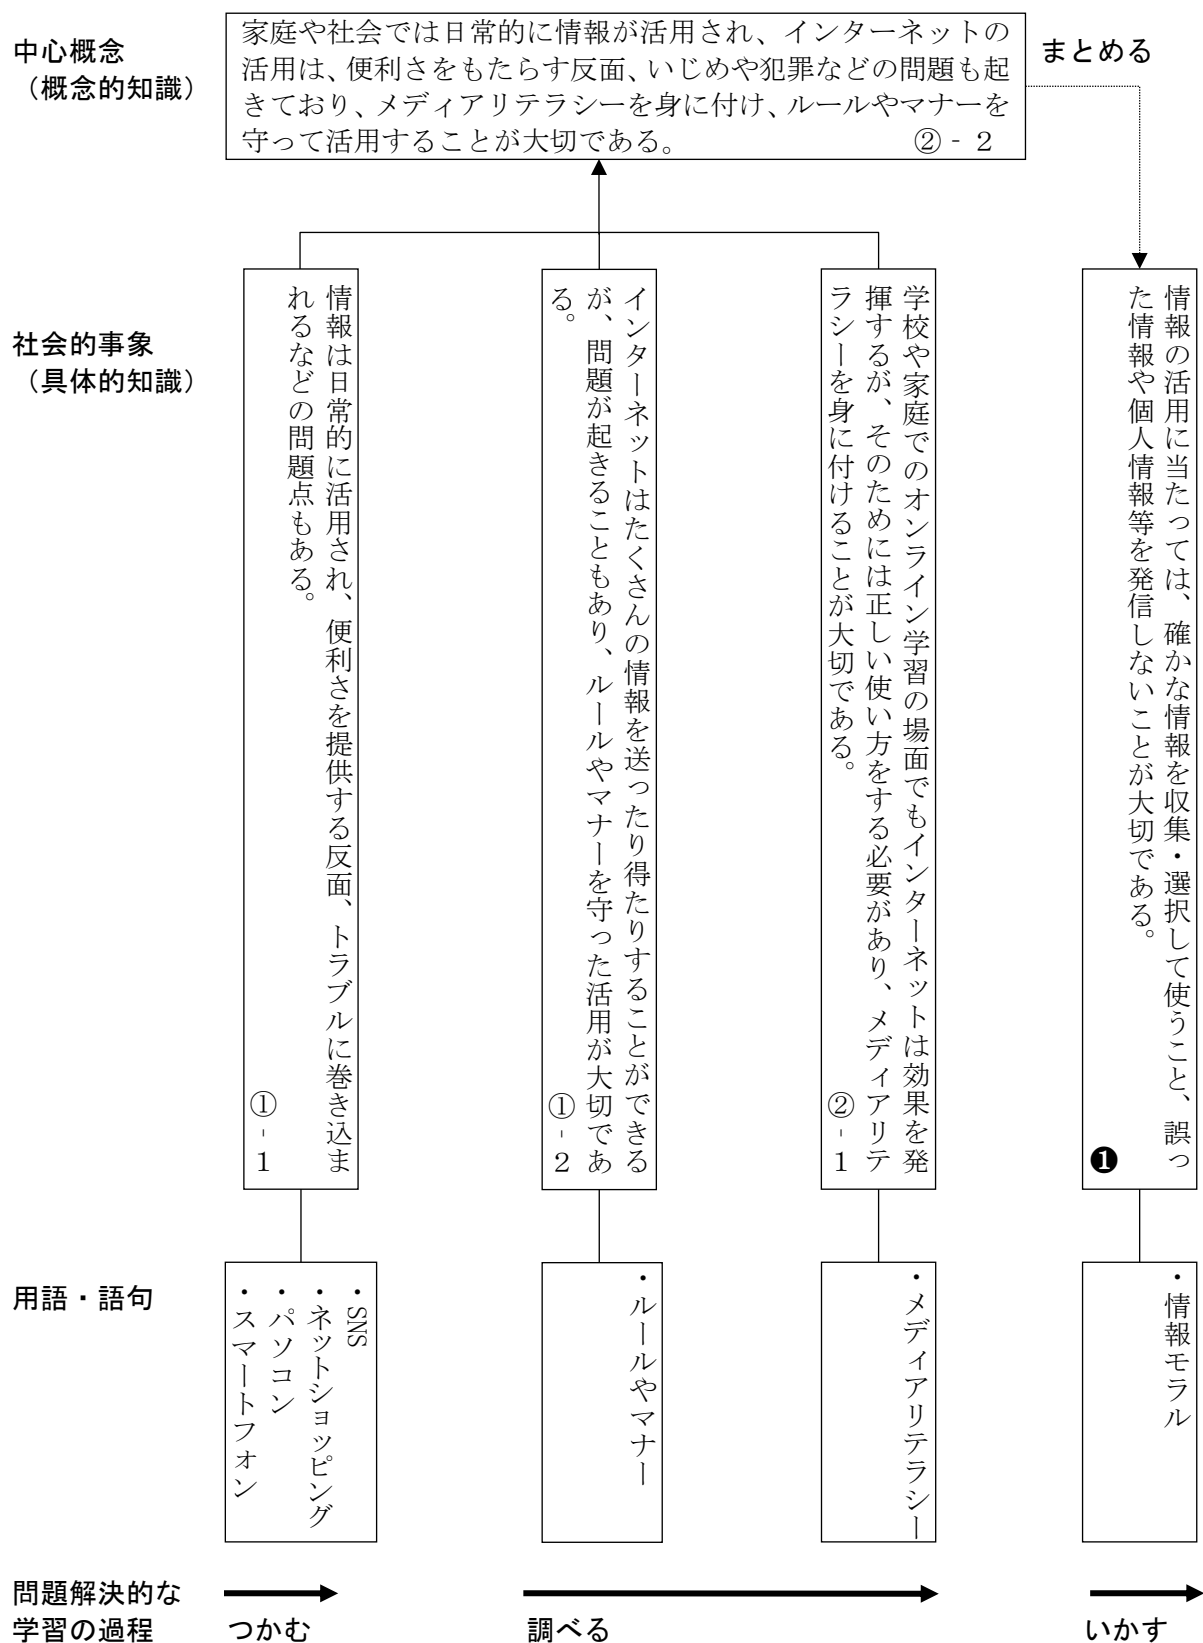 中心概念
（概念的知識）
家庭や社会では日常的に情報が活用され、インターネットの
活用は、便利さをもたらす反面、いじめや犯罪などの問題も起
きており、メディアリテラシーを身に付け、ルールやマナーを
守って活用することが大切である。 ②‐２
まとめる
社会的事象
（具体的知識）
情報は日常的に活用され、便利さを提供する反面、トラブルに巻き込ま
れるなどの問題点もある。
①‐１
インターネットはたくさんの情報を送ったり得たりすることができる
が、問題が起きることもあり、ルールやマナーを守った活用が大切であ
る。 ①‐２
学校や家庭でのオンライン学習の場面でもインターネットは効果を発
揮するが、そのためには正しい使い方をする必要があり、メディアリテ
ラシーを身に付けることが大切である。 ②‐１
情報の活用に当たっては、確かな情報を収集・選択して使うこと、誤っ
た情報や個人情報等を発信しないことが大切である。
❶
用語・語句
・SNS
・ネットショッピング
・パソコン
・スマートフォン
・ルールやマナー
・メディアリテラシー
・情報モラル
問題解決的な
学習の過程
つかむ
調べる
いかす